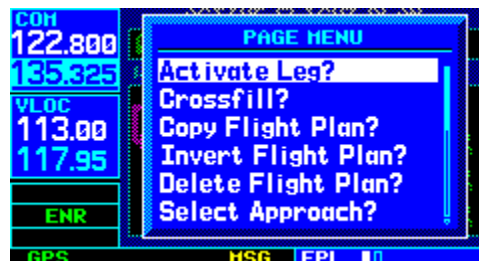 COM
122.800
135.325
VLOC
113.00
117.95
ENR
PAGE MENU
Activate Leg?
Crossfill?
Copy Flight Plan?
Invert Flight Plan?
Delete Flight Plan?
Select Approach?
GPS MSG FPL